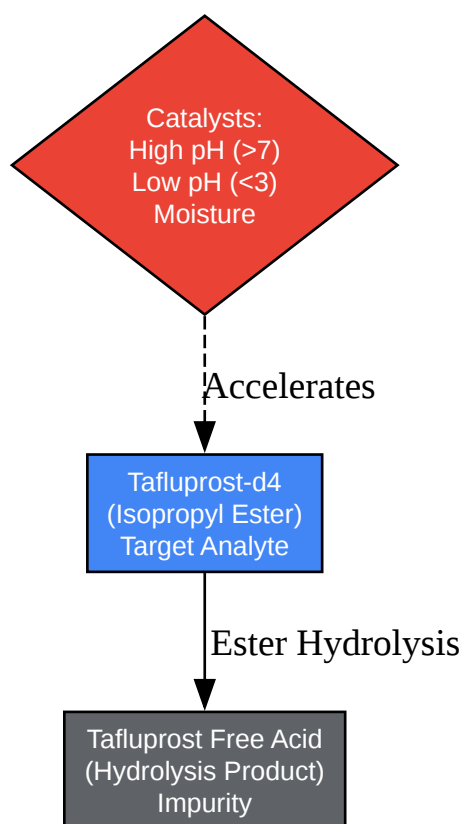 Catalysts:
High pH (>7)
Low pH (<3)
Moisture
Accelerates
Tafluprost-d4
(Isopropyl Ester)
Target Analyte
Ester Hydrolysis
Tafluprost Free Acid
(Hydrolysis Product)
Impurity